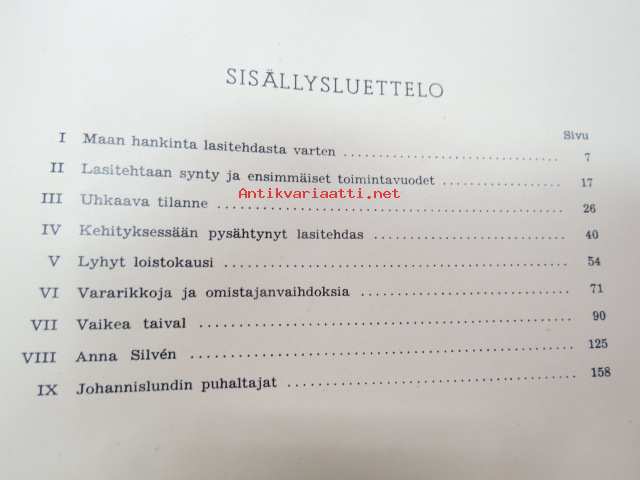 SISÄLLYSLUETTELO
Sivu
I Maan hankinta lasitehdasta varten 7
II Lasitehtaan synty ja ensimmäiset toimintavuodet 17
Antikvariaatti.net
III Uhkaava tilanne 26
IV Kehityksessään pysähtynyt lasitehdas 40
V Lyhyt loistokausi 54
VI Vararikkoja ja omistajanvaihdoksia 71
VII Vaikea taival 90
VIII Anna Silvén 125
IX Johannislundin puhaltajat 158